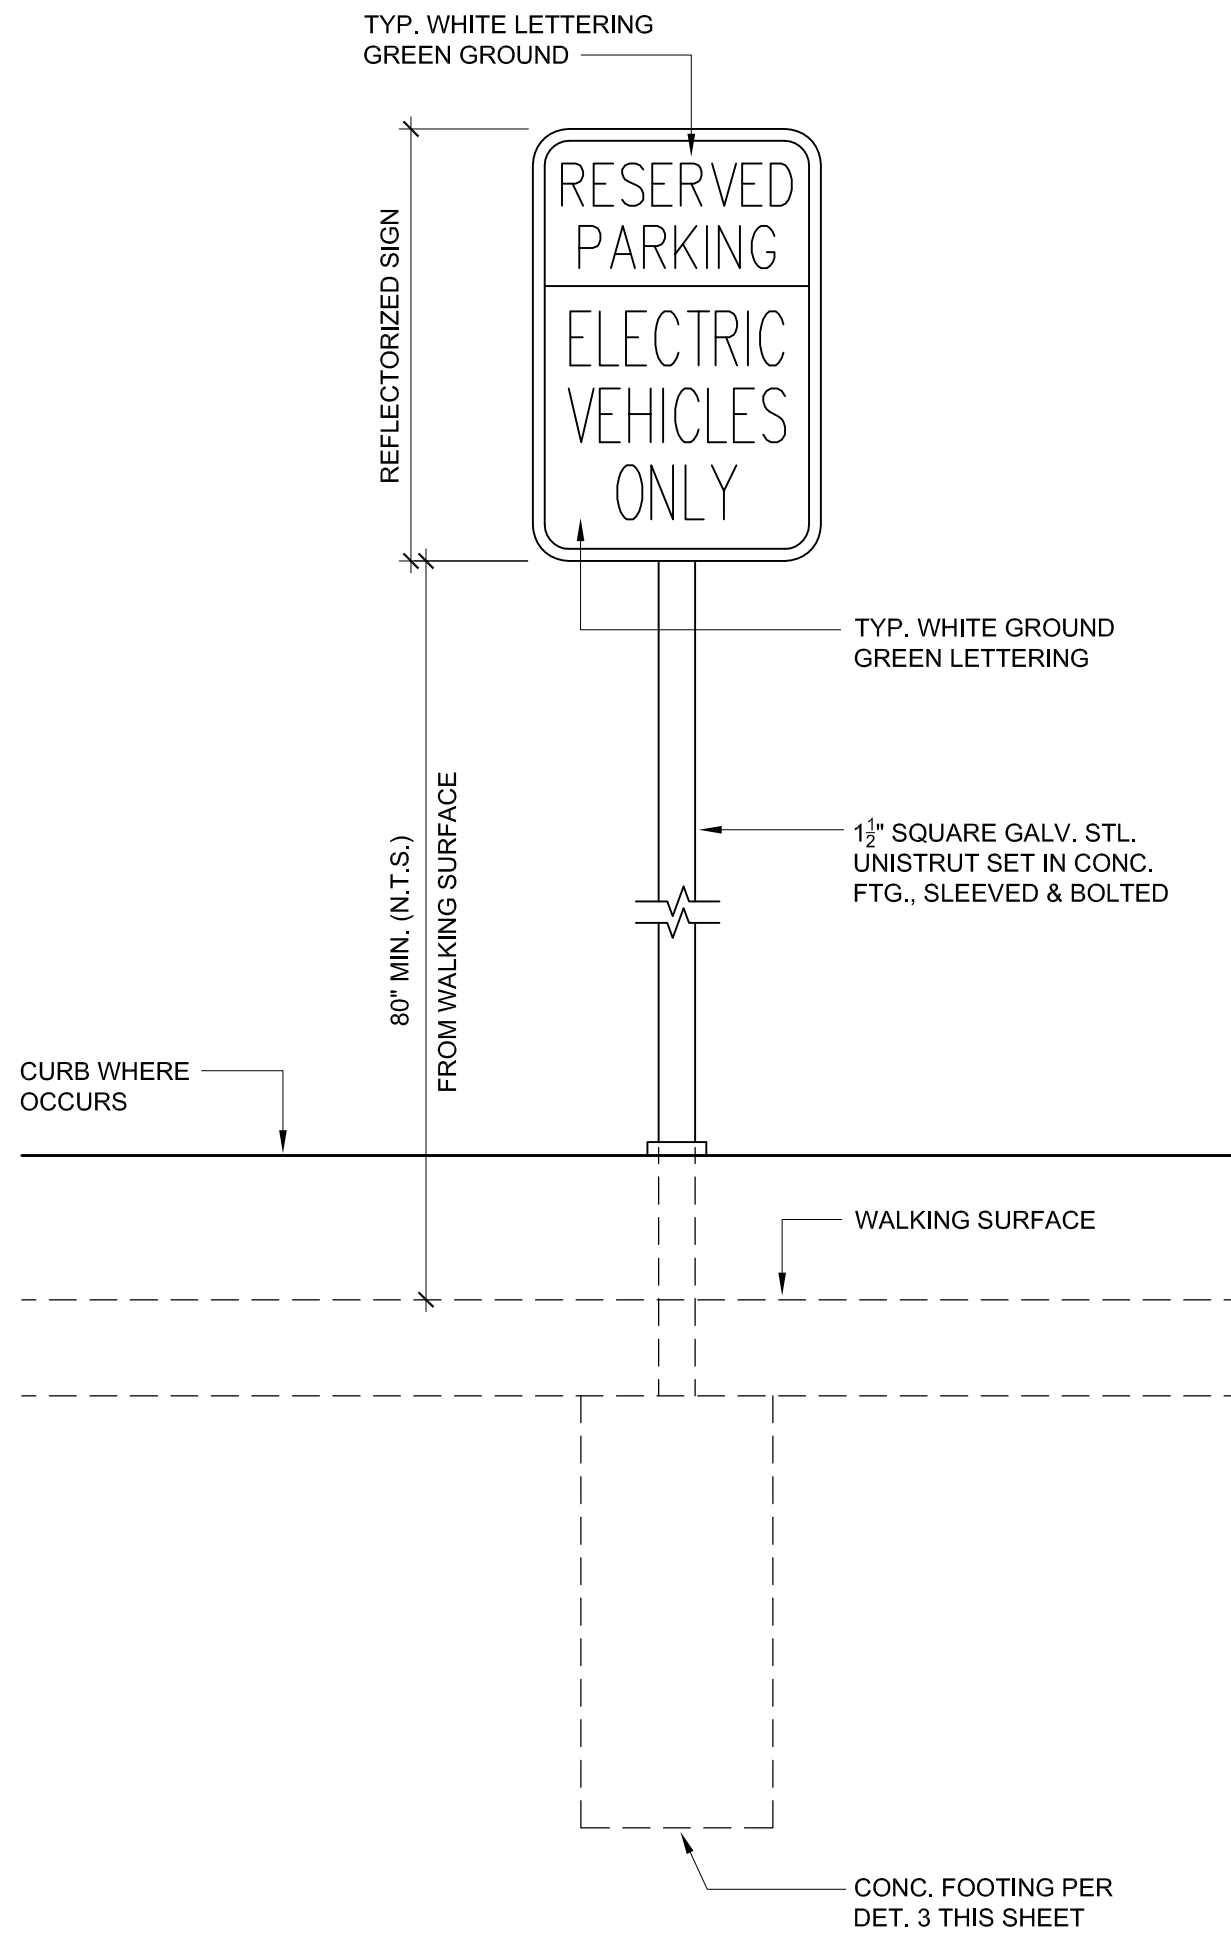 TYP. WHITE LETTERING
GREEN GROUND
REFLECTORIZED SIGN
RESERVED
PARKING
ELECTRIC
VEHICLES
ONLY
TYP. WHITE GROUND
GREEN LETTERING
80" MIN. (N.T.S.)
FROM WALKING SURFACE
1½" SQUARE GALV. STL.
UNISTRUT SET IN CONC.
FTG., SLEEVED & BOLTED
CURB WHERE
OCCURS
WALKING SURFACE
CONC. FOOTING PER
DET. 3 THIS SHEET